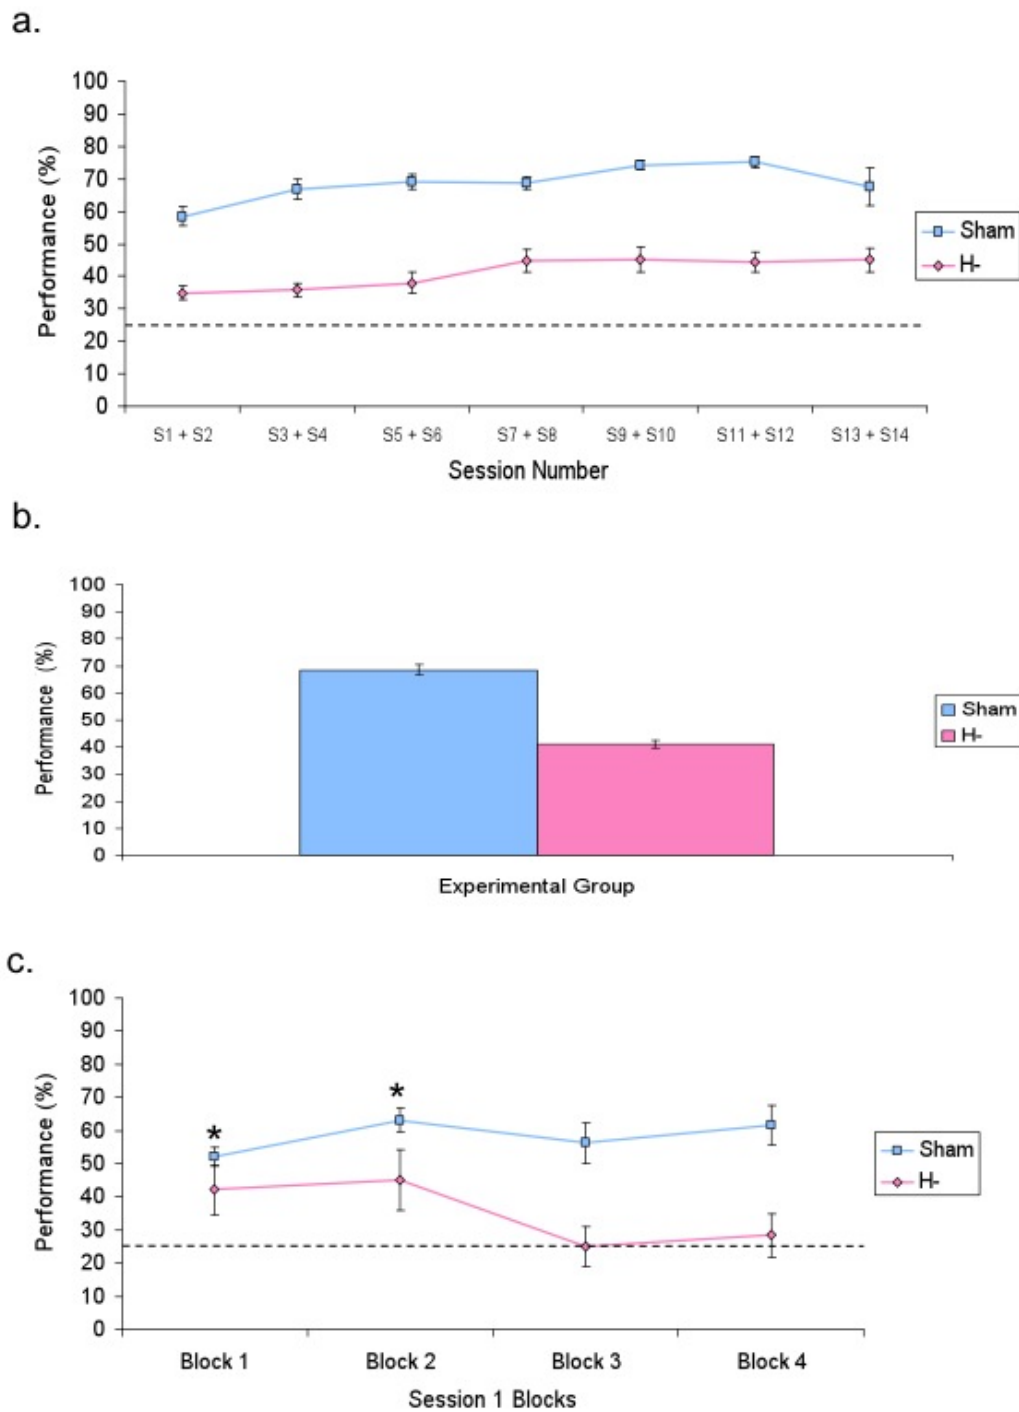 a.
100
90
80
70
60
50
40
30
20
10
0
Performance (%)
S1 + S2 S3 + S4 S5 + S6 S7 + S8 S9 + S10 S11 + S12 S13 + S14
Session Number
Sham
H-
b.
100
90
80
70
60
50
40
30
20
10
0
Performance (%)
Experimental Group
Sham
H-
c.
100
90
80
70
60
50
40
30
20
10
0
Performance (%)
*
*
Block 1 Block 2 Block 3 Block 4
Session 1 Blocks
Sham
H-